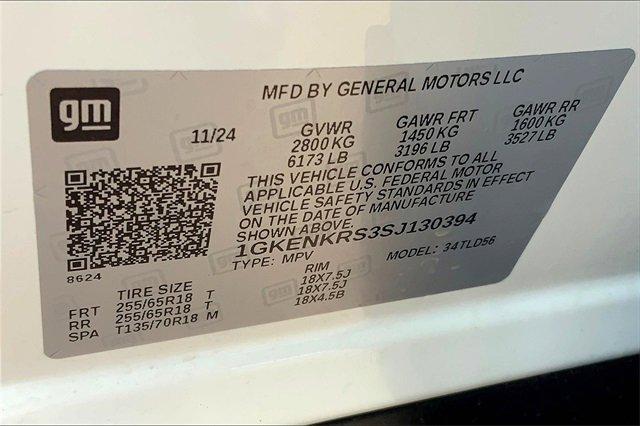 gm
MFD BY GENERAL MOTORS LLC
11/24 GVWR GAWR FRT GAWR RR
2800 KG 1450 KG 1600 KG
6173 LB 3196 LB 3527 LB
THIS VEHICLE CONFORMS TO ALL
APPLICABLE U.S. FEDERAL MOTOR
VEHICLE SAFETY STANDARDS IN EFFECT
ON THE DATE OF MANUFACTURE
SHOWN ABOVE.
1GKENKRS3SJ130394
TYPE: MPV MODEL: 34TLD56
8624
TIRE SIZE RIM
FRT 255/65R18 T 18X7.5J
RR 255/65R18 T 18X7.5J
SPA T135/70R18 M 18X4.5B